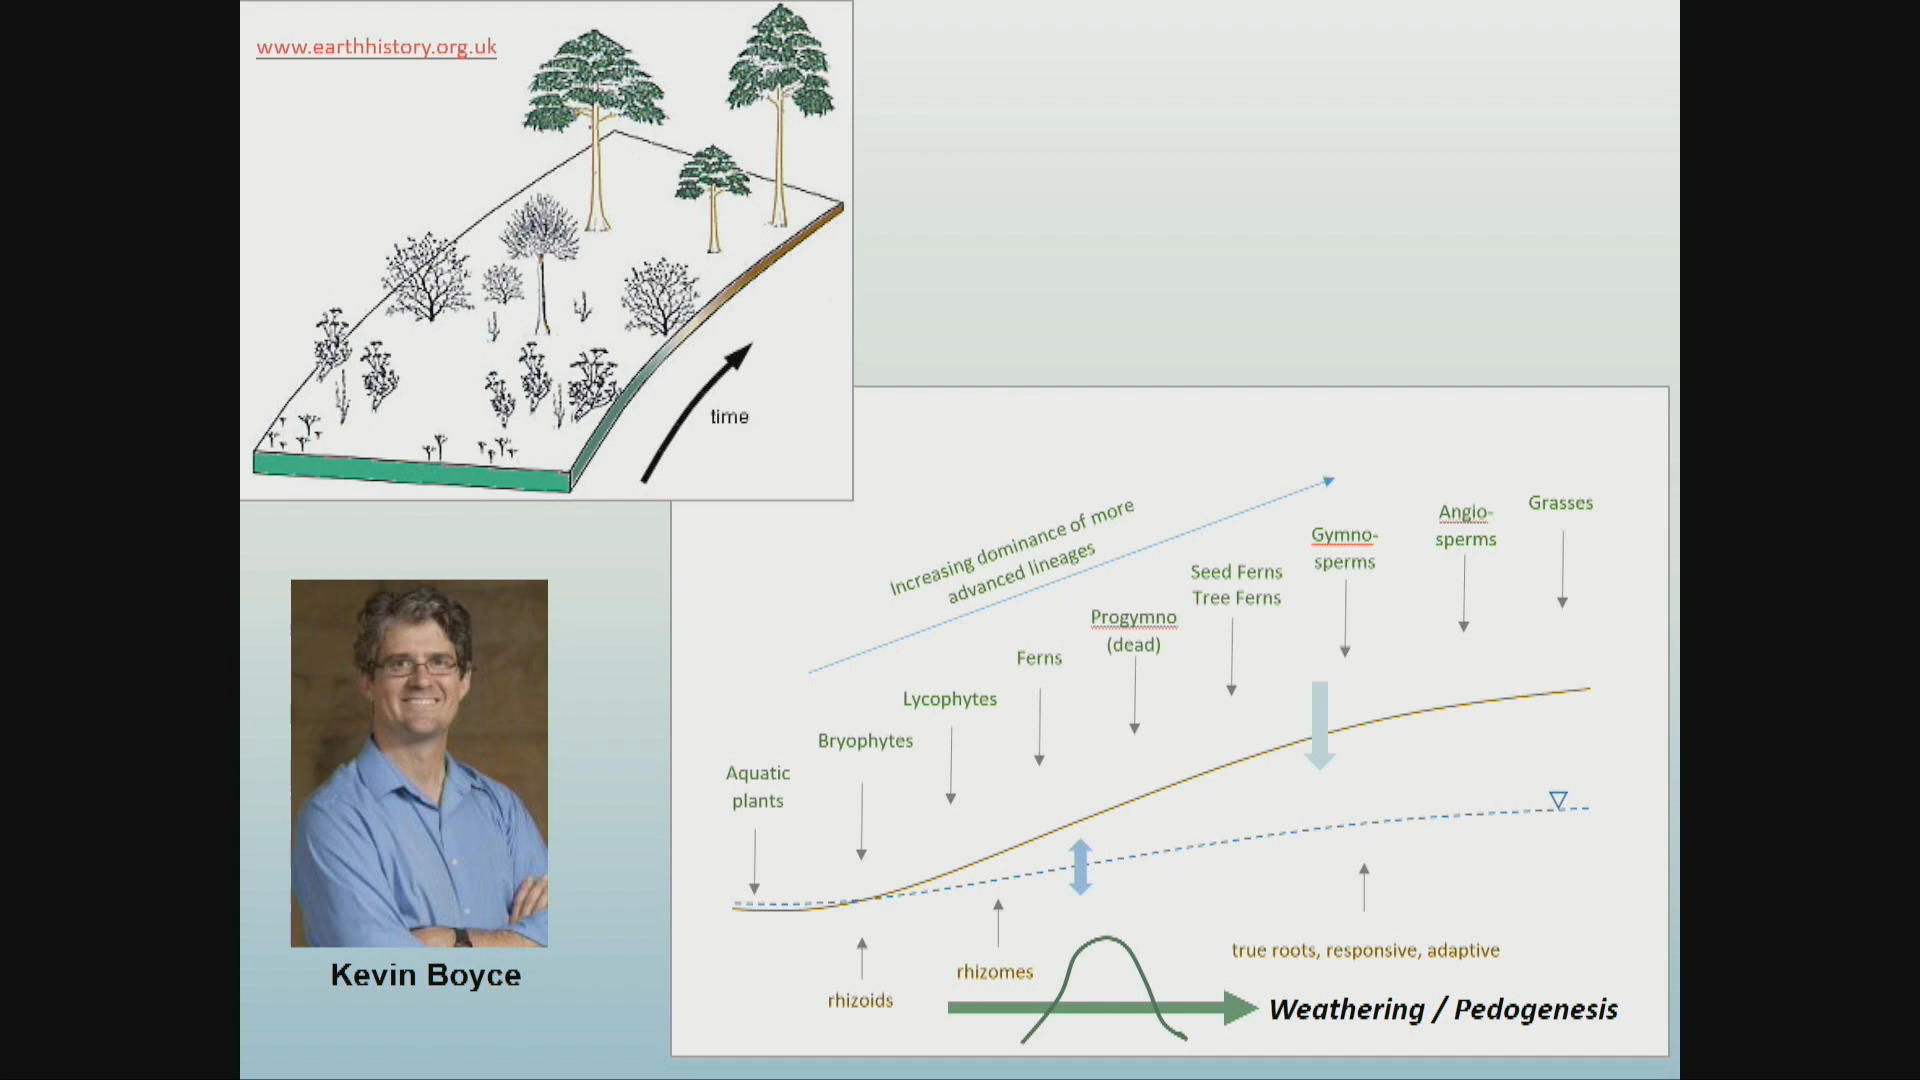 www.earthhistory.org.uk
time
Increasing dominance of more
advanced lineages
Aquatic
plants
Bryophytes
Lycophytes
Ferns
Progymno
(dead)
Seed Ferns
Tree Ferns
Gymno-
sperms
Angio-
sperms
Grasses
rhizoids
rhizomes
true roots, responsive, adaptive
Weathering / Pedogenesis
Kevin Boyce